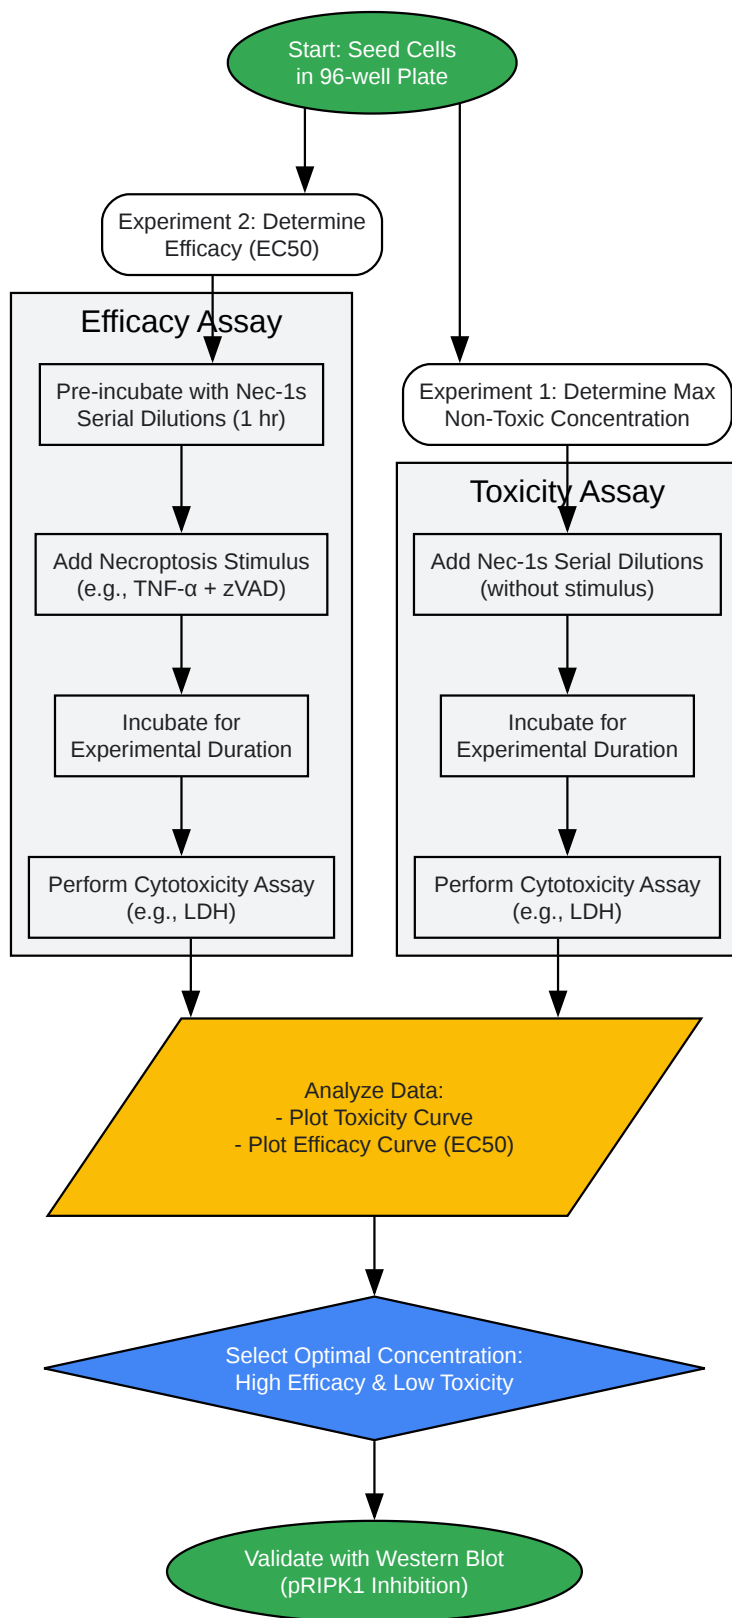 Start: Seed Cells
in 96-well Plate
Experiment 2: Determine
Efficacy (EC50)
Efficacy Assay
Pre-incubate with Nec-1s
Serial Dilutions (1 hr)
Add Necroptosis Stimulus
(e.g., TNF-α + zVAD)
Incubate for
Experimental Duration
Perform Cytotoxicity Assay
(e.g., LDH)
Experiment 1: Determine Max
Non-Toxic Concentration
Toxicity Assay
Add Nec-1s Serial Dilutions
(without stimulus)
Incubate for
Experimental Duration
Perform Cytotoxicity Assay
(e.g., LDH)
Analyze Data:
- Plot Toxicity Curve
- Plot Efficacy Curve (EC50)
Select Optimal Concentration:
High Efficacy & Low Toxicity
Validate with Western Blot
(pRIPK1 Inhibition)